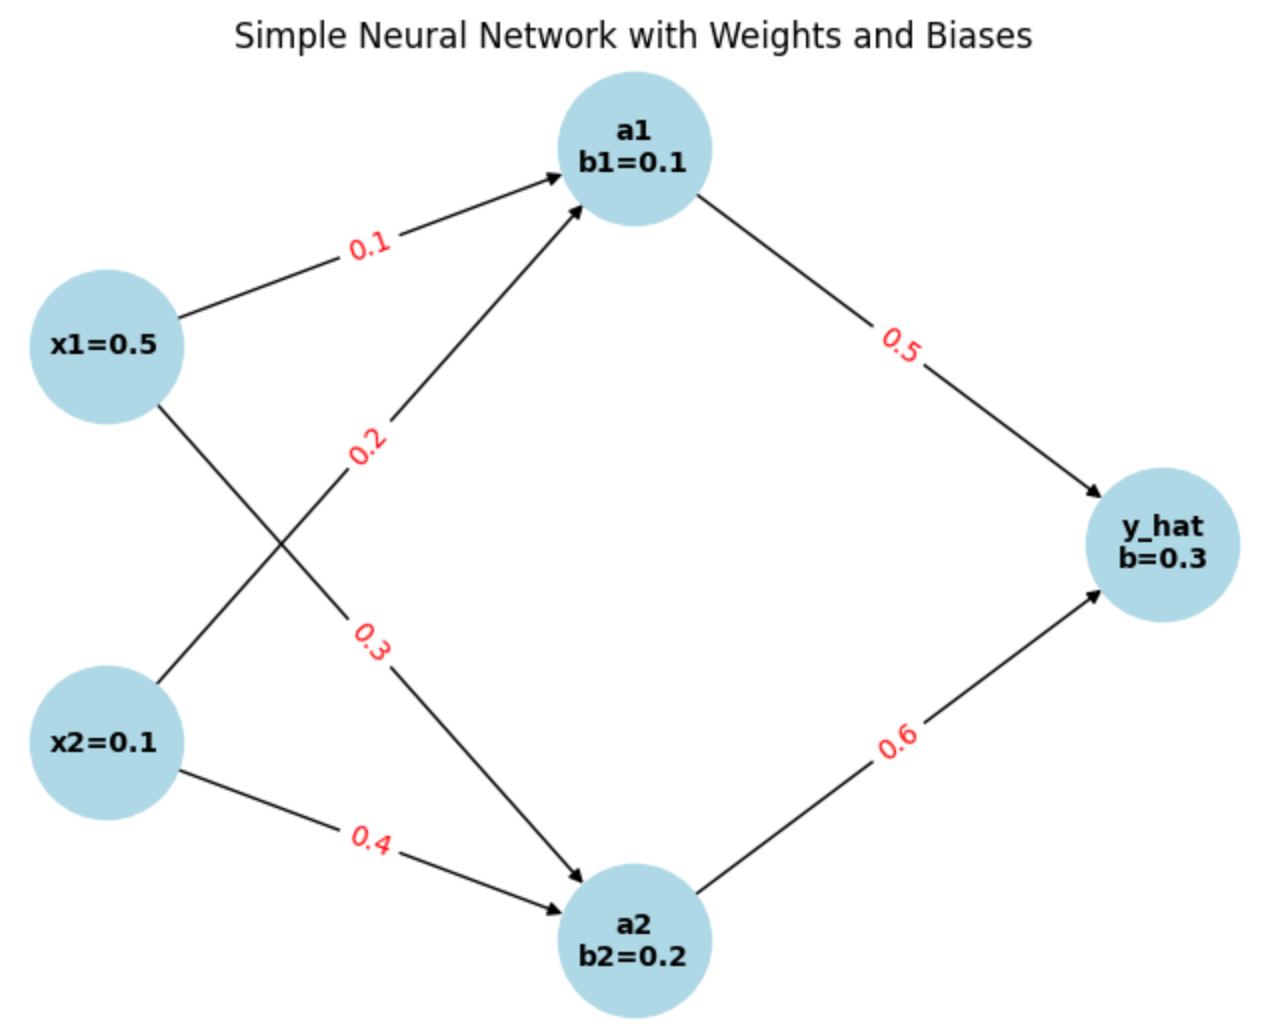 Simple Neural Network with Weights and Biases
a1
b1=0.1
0.1
x1=0.5
0.5
0.2
y_hat
b=0.3
0.3
x2=0.1
0.6
0.4
a2
b2=0.2